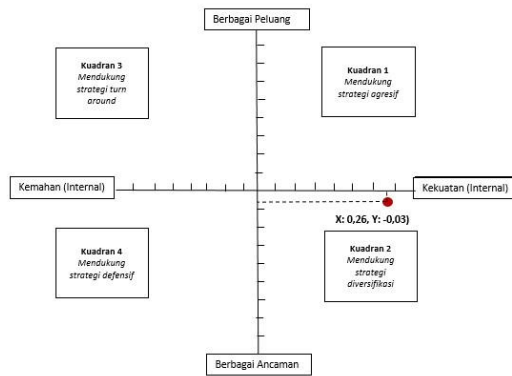 Berbagai Peluang
Kuadran 3
Mendukung
strategi turn
around
Kuadran 1
Mendukung
strategi agresif
Kemahan (Internal)
Kekuatan (Internal)
X: 0,26, Y: -0,03)
Kuadran 4
Mendukung
strategi defensif
Kuadran 2
Mendukung
strategi
diversifikasi
Berbagai Ancaman